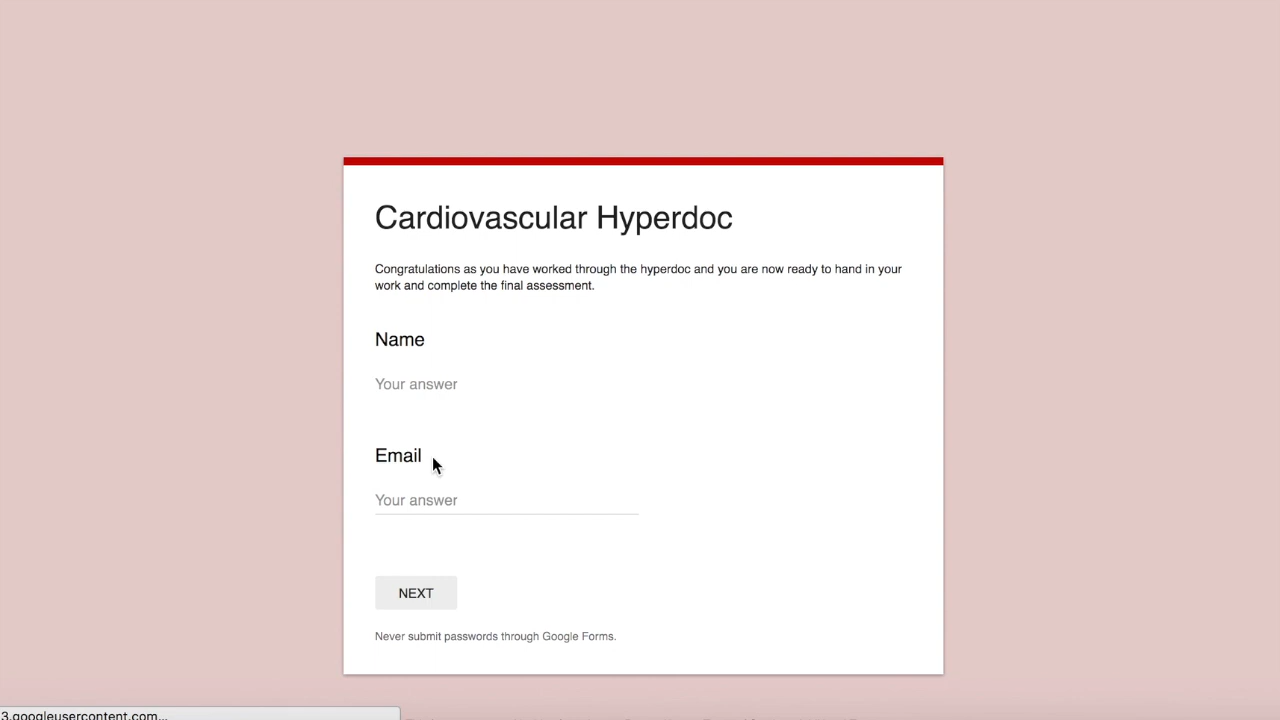 Cardiovascular Hyperdoc
Congratulations as you have worked through the hyperdoc and you are now ready to hand in your
work and complete the final assessment.
Name
Your answer
Email
Your answer
NEXT
Never submit passwords through Google Forms.
3.googleusercontent.com...